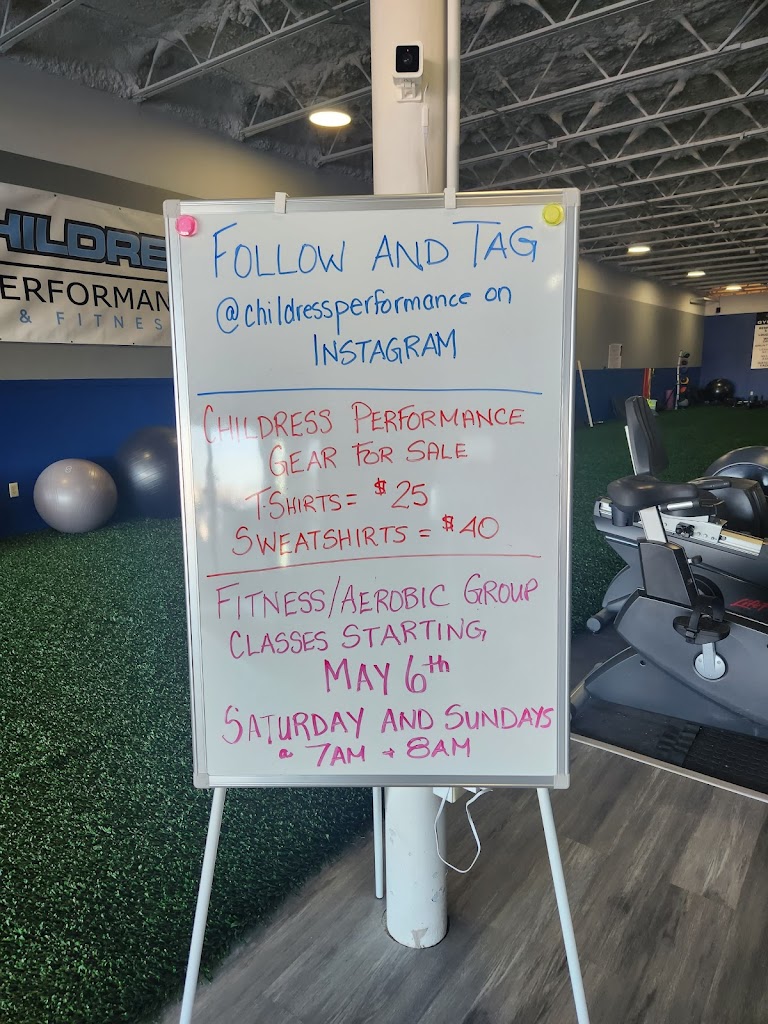 HILDRE
ERFORMAN
& FITNES
FOLLOW AND TAG
@childressperformance on
INSTAGRAM
CHILDRESS PERFORMANCE
GEAR FOR SALE
T-SHIRTS = $25
SWEATSHIRTS = $40
FITNESS/AEROBIC GROUP
CLASSES STARTING
MAY 6th
SATURDAY AND SUNDAYS
@ 7AM + 8AM